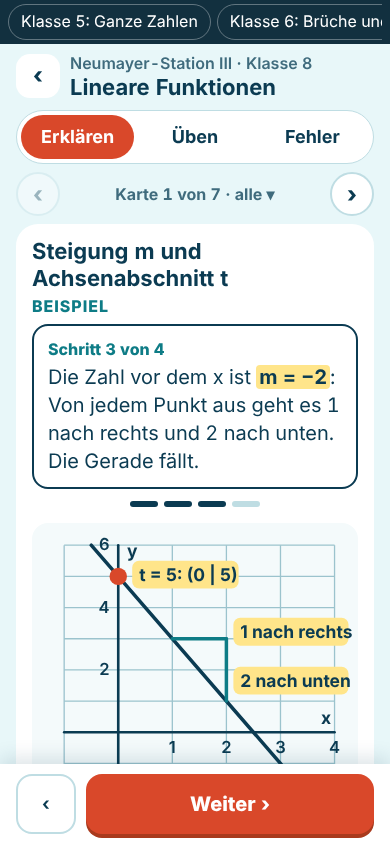 Klasse 5: Ganze Zahlen
Klasse 6: Brüche und
Neumayer-Station III · Klasse 8
‹
Lineare Funktionen
Erklären
Üben
Fehler
‹
Karte 1 von 7 · alle ▾
›
Steigung m und
Achsenabschnitt t
BEISPIEL
Schritt 3 von 4
Die Zahl vor dem x ist m = −2:
Von jedem Punkt aus geht es 1
nach rechts und 2 nach unten.
Die Gerade fällt.
6
y
t = 5: (0 | 5)
4
1 nach rechts
2
2 nach unten
x
1
2
3
4
‹
Weiter ›